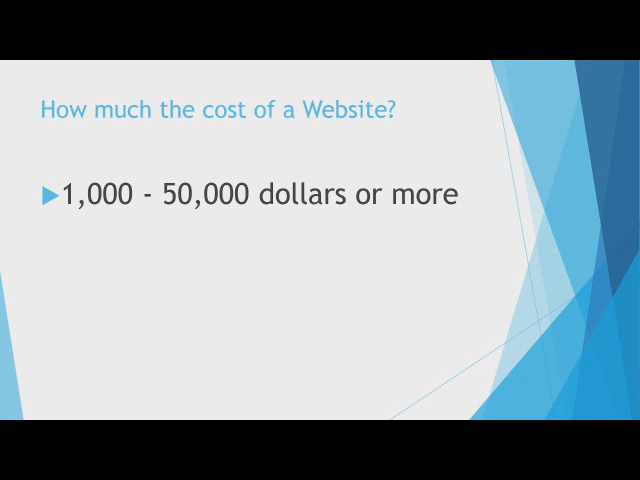 How much the cost of a Website?
1,000 - 50,000 dollars or more